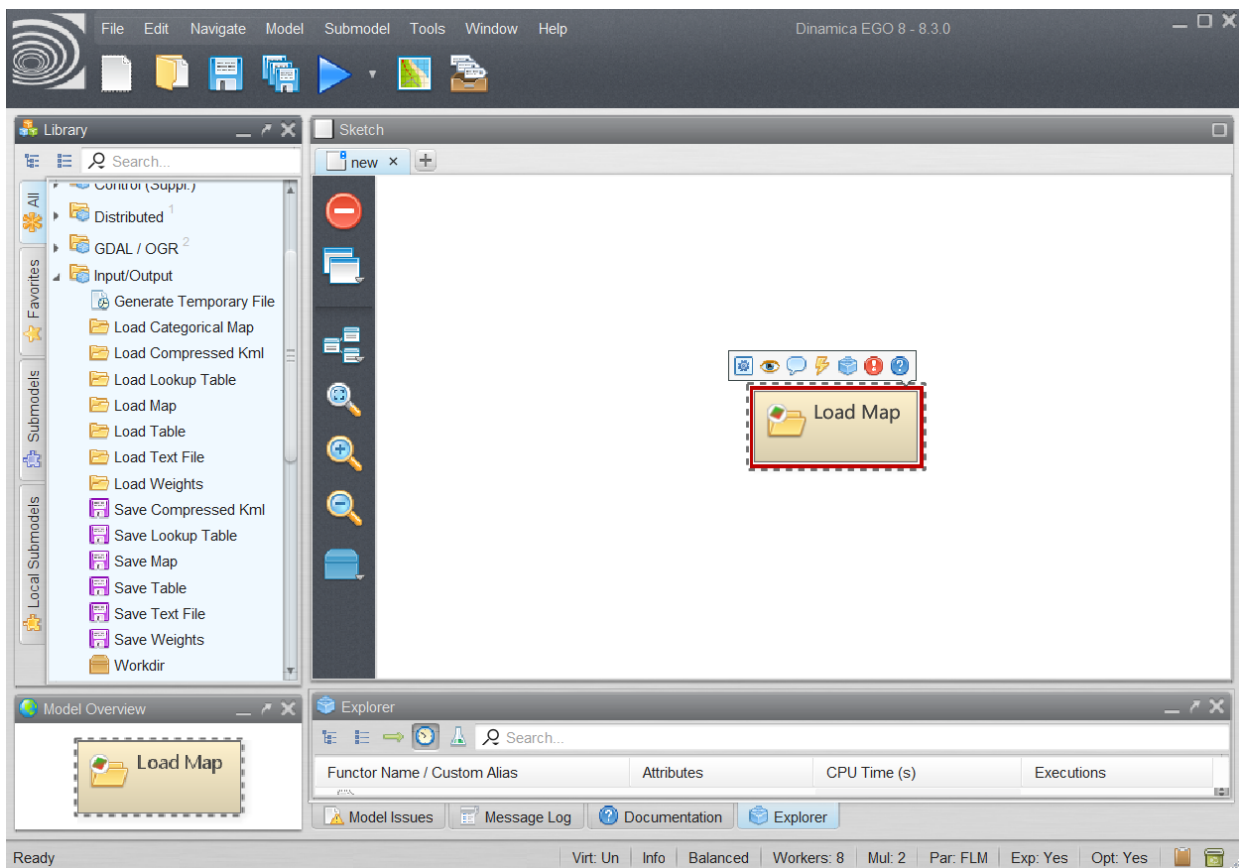 File Edit Navigate Model Submodel Tools Window Help Dinamica EGO 8 - 8.3.0
Library
Search...
All
Favorites
Submodels
Local Submodels
Control (Suppl.)
Distributed 1
GDAL / OGR 2
Input/Output
Generate Temporary File
Load Categorical Map
Load Compressed Kml
Load Lookup Table
Load Map
Load Table
Load Text File
Load Weights
Save Compressed Kml
Save Lookup Table
Save Map
Save Table
Save Text File
Save Weights
Workdir
Sketch
new
Load Map
Model Overview
Load Map
Explorer
Search...
Functor Name / Custom Alias Attributes CPU Time (s) Executions
Model Issues Message Log Documentation Explorer
Ready Virt: Un Info Balanced Workers: 8 Mul: 2 Par: FLM Exp: Yes Opt: Yes